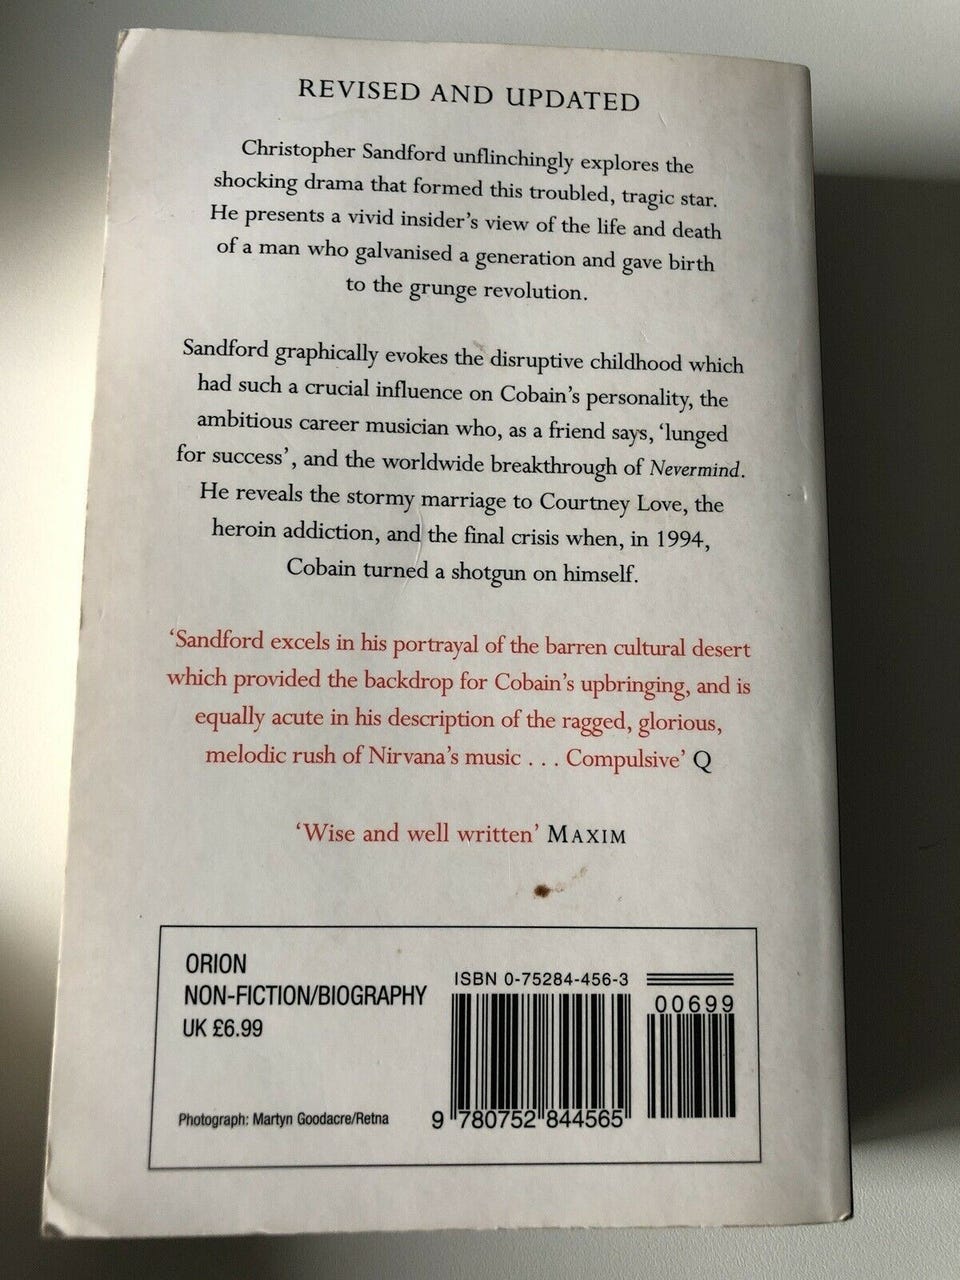 REVISED AND UPDATED
Christopher Sandford unflinchingly explores the
shocking drama that formed this troubled, tragic star.
He presents a vivid insider's view of the life and death
of a man who galvanised a generation and gave birth
to the grunge revolution.
Sandford graphically evokes the disruptive childhood which
had such a crucial influence on Cobain's personality, the
ambitious career musician who, as a friend says, 'lunged
for success', and the worldwide breakthrough of Nevermind.
He reveals the stormy marriage to Courtney Love, the
heroin addiction, and the final crisis when, in 1994,
Cobain turned a shotgun on himself.
'Sandford excels in his portrayal of the barren cultural desert
which provided the backdrop for Cobain's upbringing, and is
equally acute in his description of the ragged, glorious,
melodic rush of Nirvana's music . . . Compulsive' Q
'Wise and well written' MAXIM
ORION
NON-FICTION/BIOGRAPHY
UK £6.99
Photograph: Martyn Goodacre/Retna
ISBN 0-75284-456-3
00699
9 780752 844565